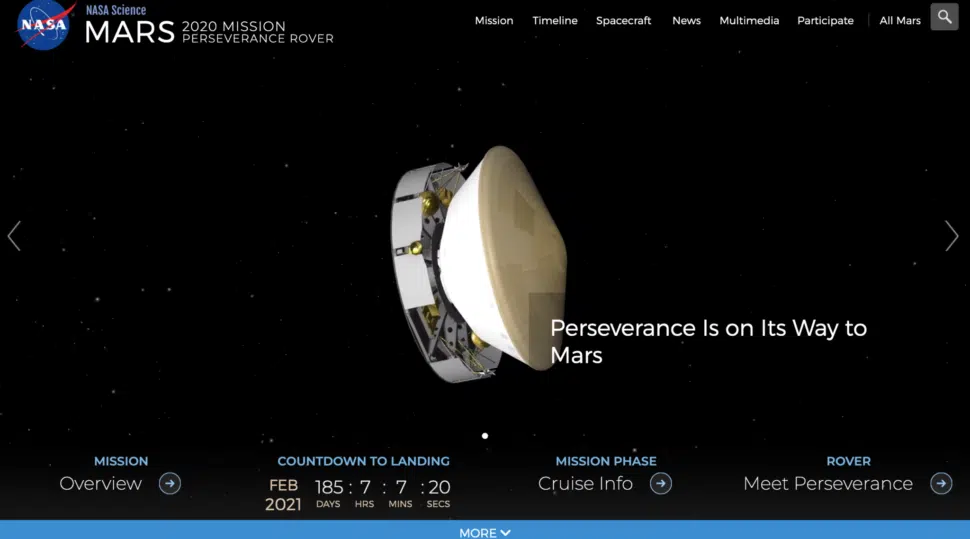 NASA
NASA Science
MARS 2020 MISSION
PERSEVERANCE ROVER
Mission Timeline Spacecraft News Multimedia Participate All Mars
Perseverance Is on Its Way to
Mars
MISSION
Overview
COUNTDOWN TO LANDING
FEB 2021
185 : 7 : 7 : 20
DAYS HRS MINS SECS
MISSION PHASE
Cruise Info
ROVER
Meet Perseverance
MORE